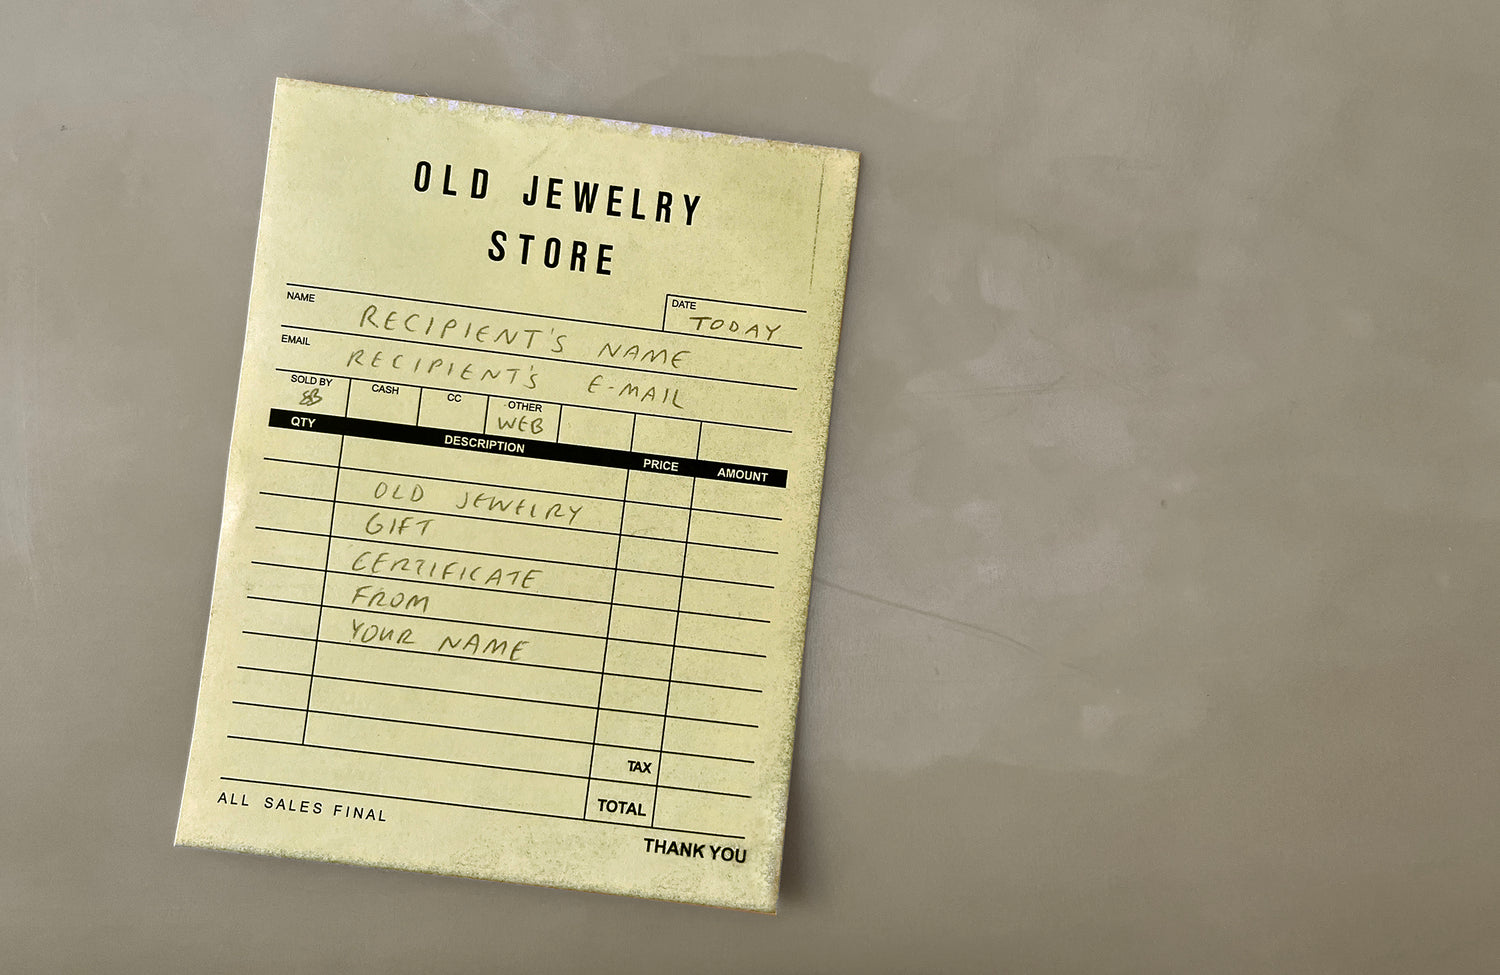 OLD JEWELRY
STORE
NAME RECIPIENT'S NAME
DATE TODAY
EMAIL RECIPIENT'S E-MAIL
SOLD BY CASH CC OTHER
WEB
QTY DESCRIPTION PRICE AMOUNT
OLD JEWELRY
GIFT
CERTIFICATE
FROM
YOUR NAME
TAX
TOTAL
ALL SALES FINAL
THANK YOU